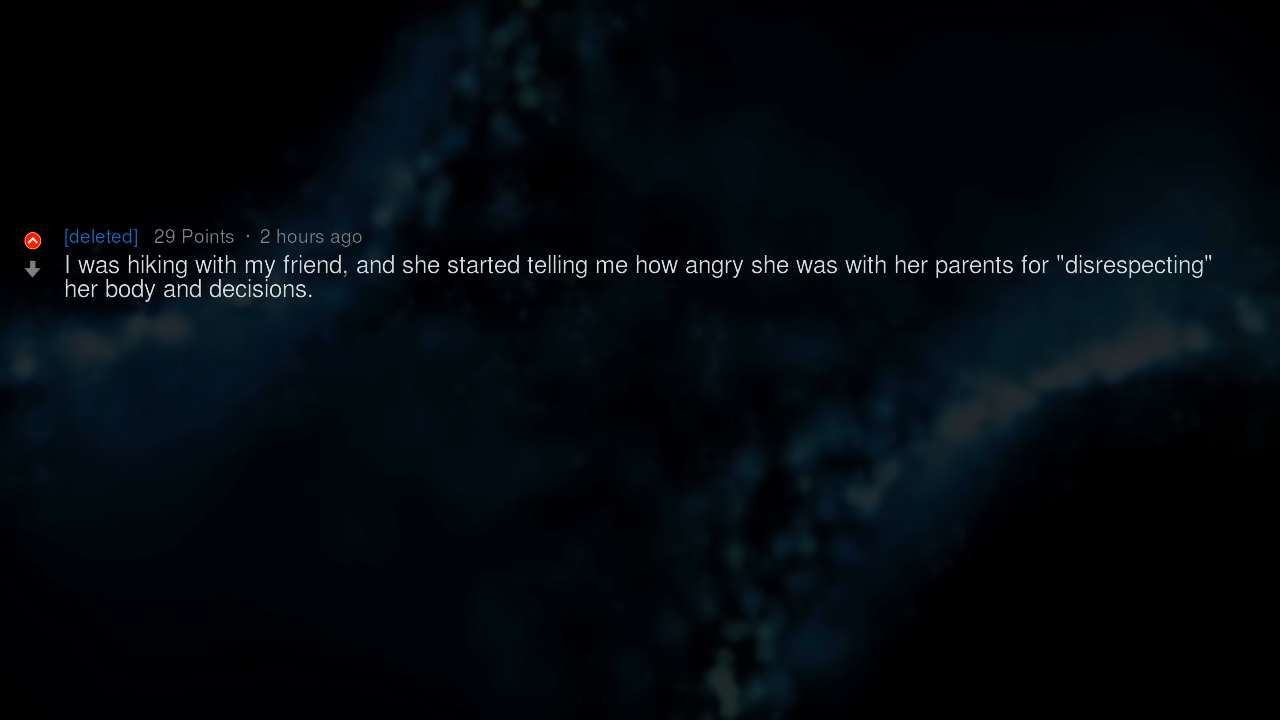 [deleted] 29 Points · 2 hours ago
I was hiking with my friend, and she started telling me how angry she was with her parents for "disrespecting"
her body and decisions.